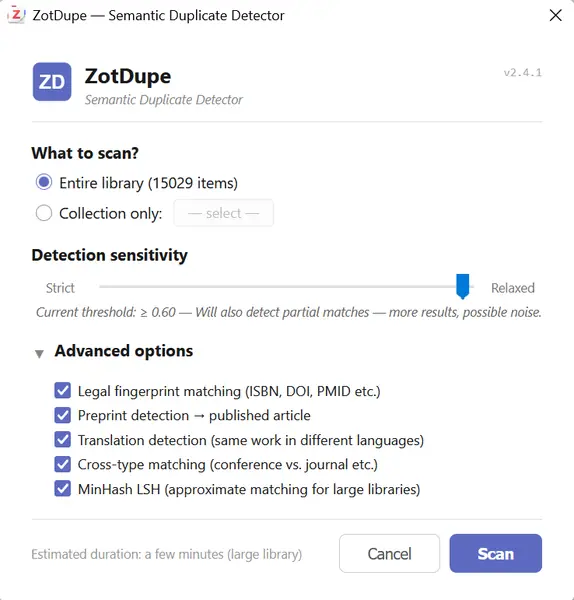 Z ZotDupe — Semantic Duplicate Detector
ZD ZotDupe v2.4.1
Semantic Duplicate Detector
What to scan?
Entire library (15029 items)
Collection only: — select —
Detection sensitivity
Strict Relaxed
Current threshold: ≥ 0.60 — Will also detect partial matches — more results, possible noise.
Advanced options
Legal fingerprint matching (ISBN, DOI, PMID etc.)
Preprint detection → published article
Translation detection (same work in different languages)
Cross-type matching (conference vs. journal etc.)
MinHash LSH (approximate matching for large libraries)
Estimated duration: a few minutes (large library) Cancel Scan